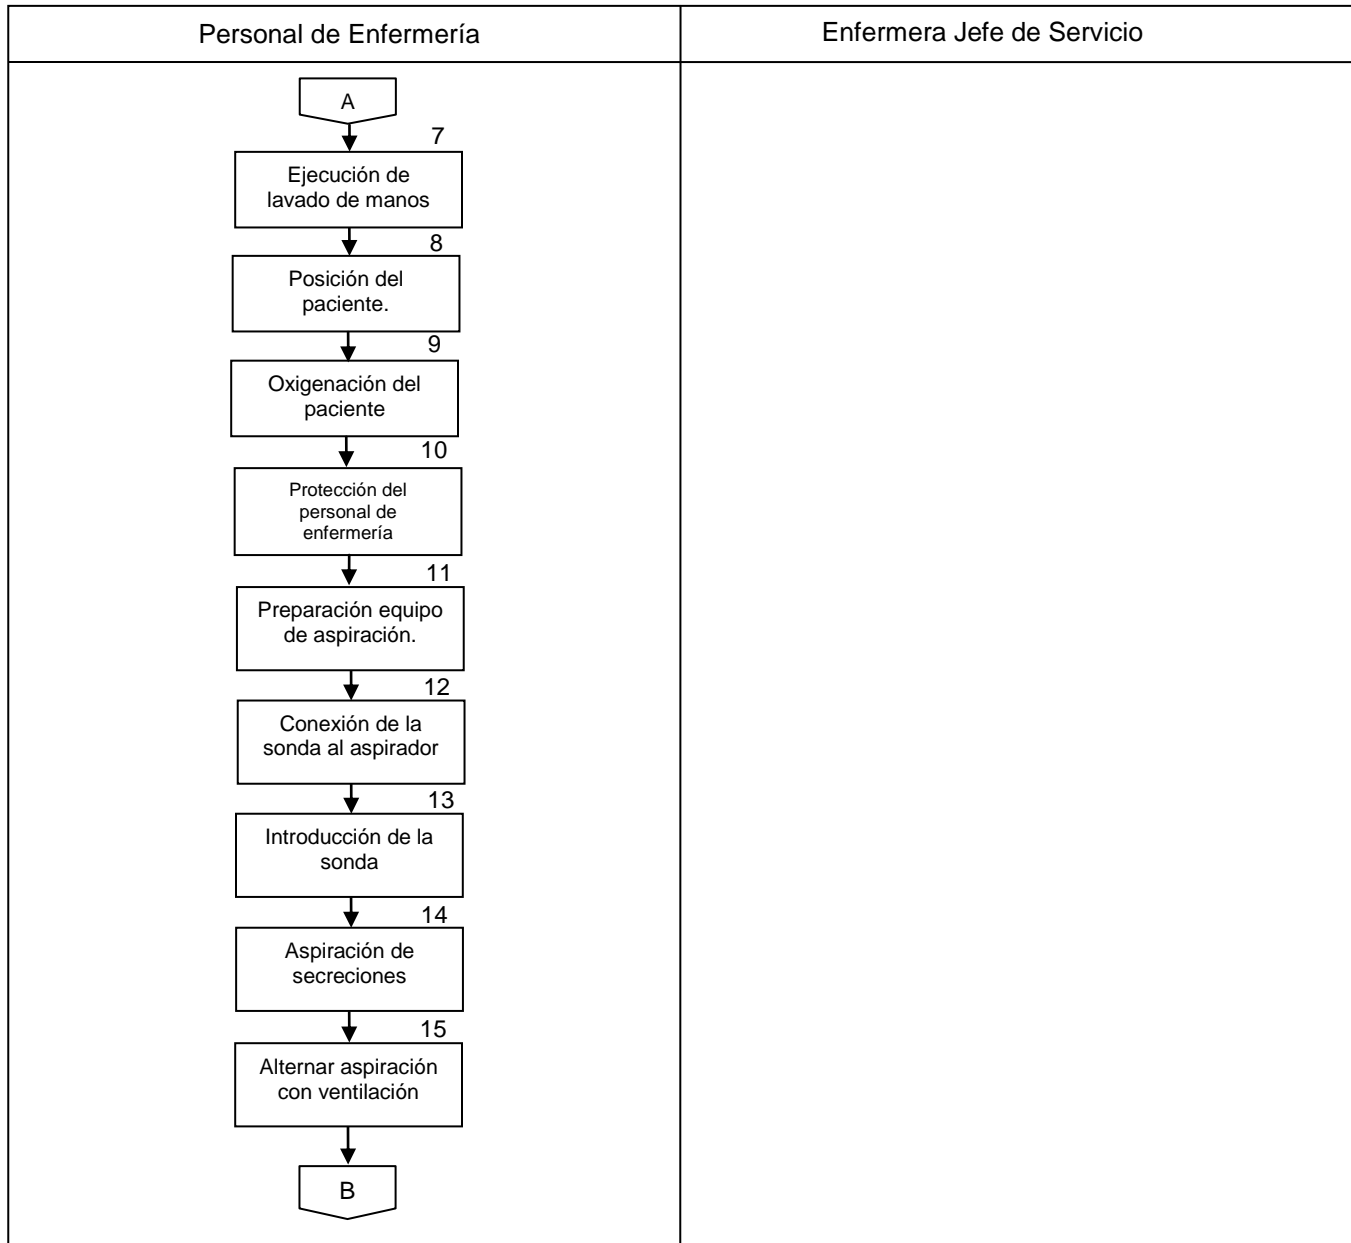 Personal de Enfermería
Enfermera Jefe de Servicio
A
7
Ejecución de
lavado de manos
8
Posición del
paciente.
9
Oxigenación del
paciente
10
Protección del
personal de
enfermería
11
Preparación equipo
de aspiración.
12
Conexión de la
sonda al aspirador
13
Introducción de la
sonda
14
Aspiración de
secreciones
15
Alternar aspiración
con ventilación
B